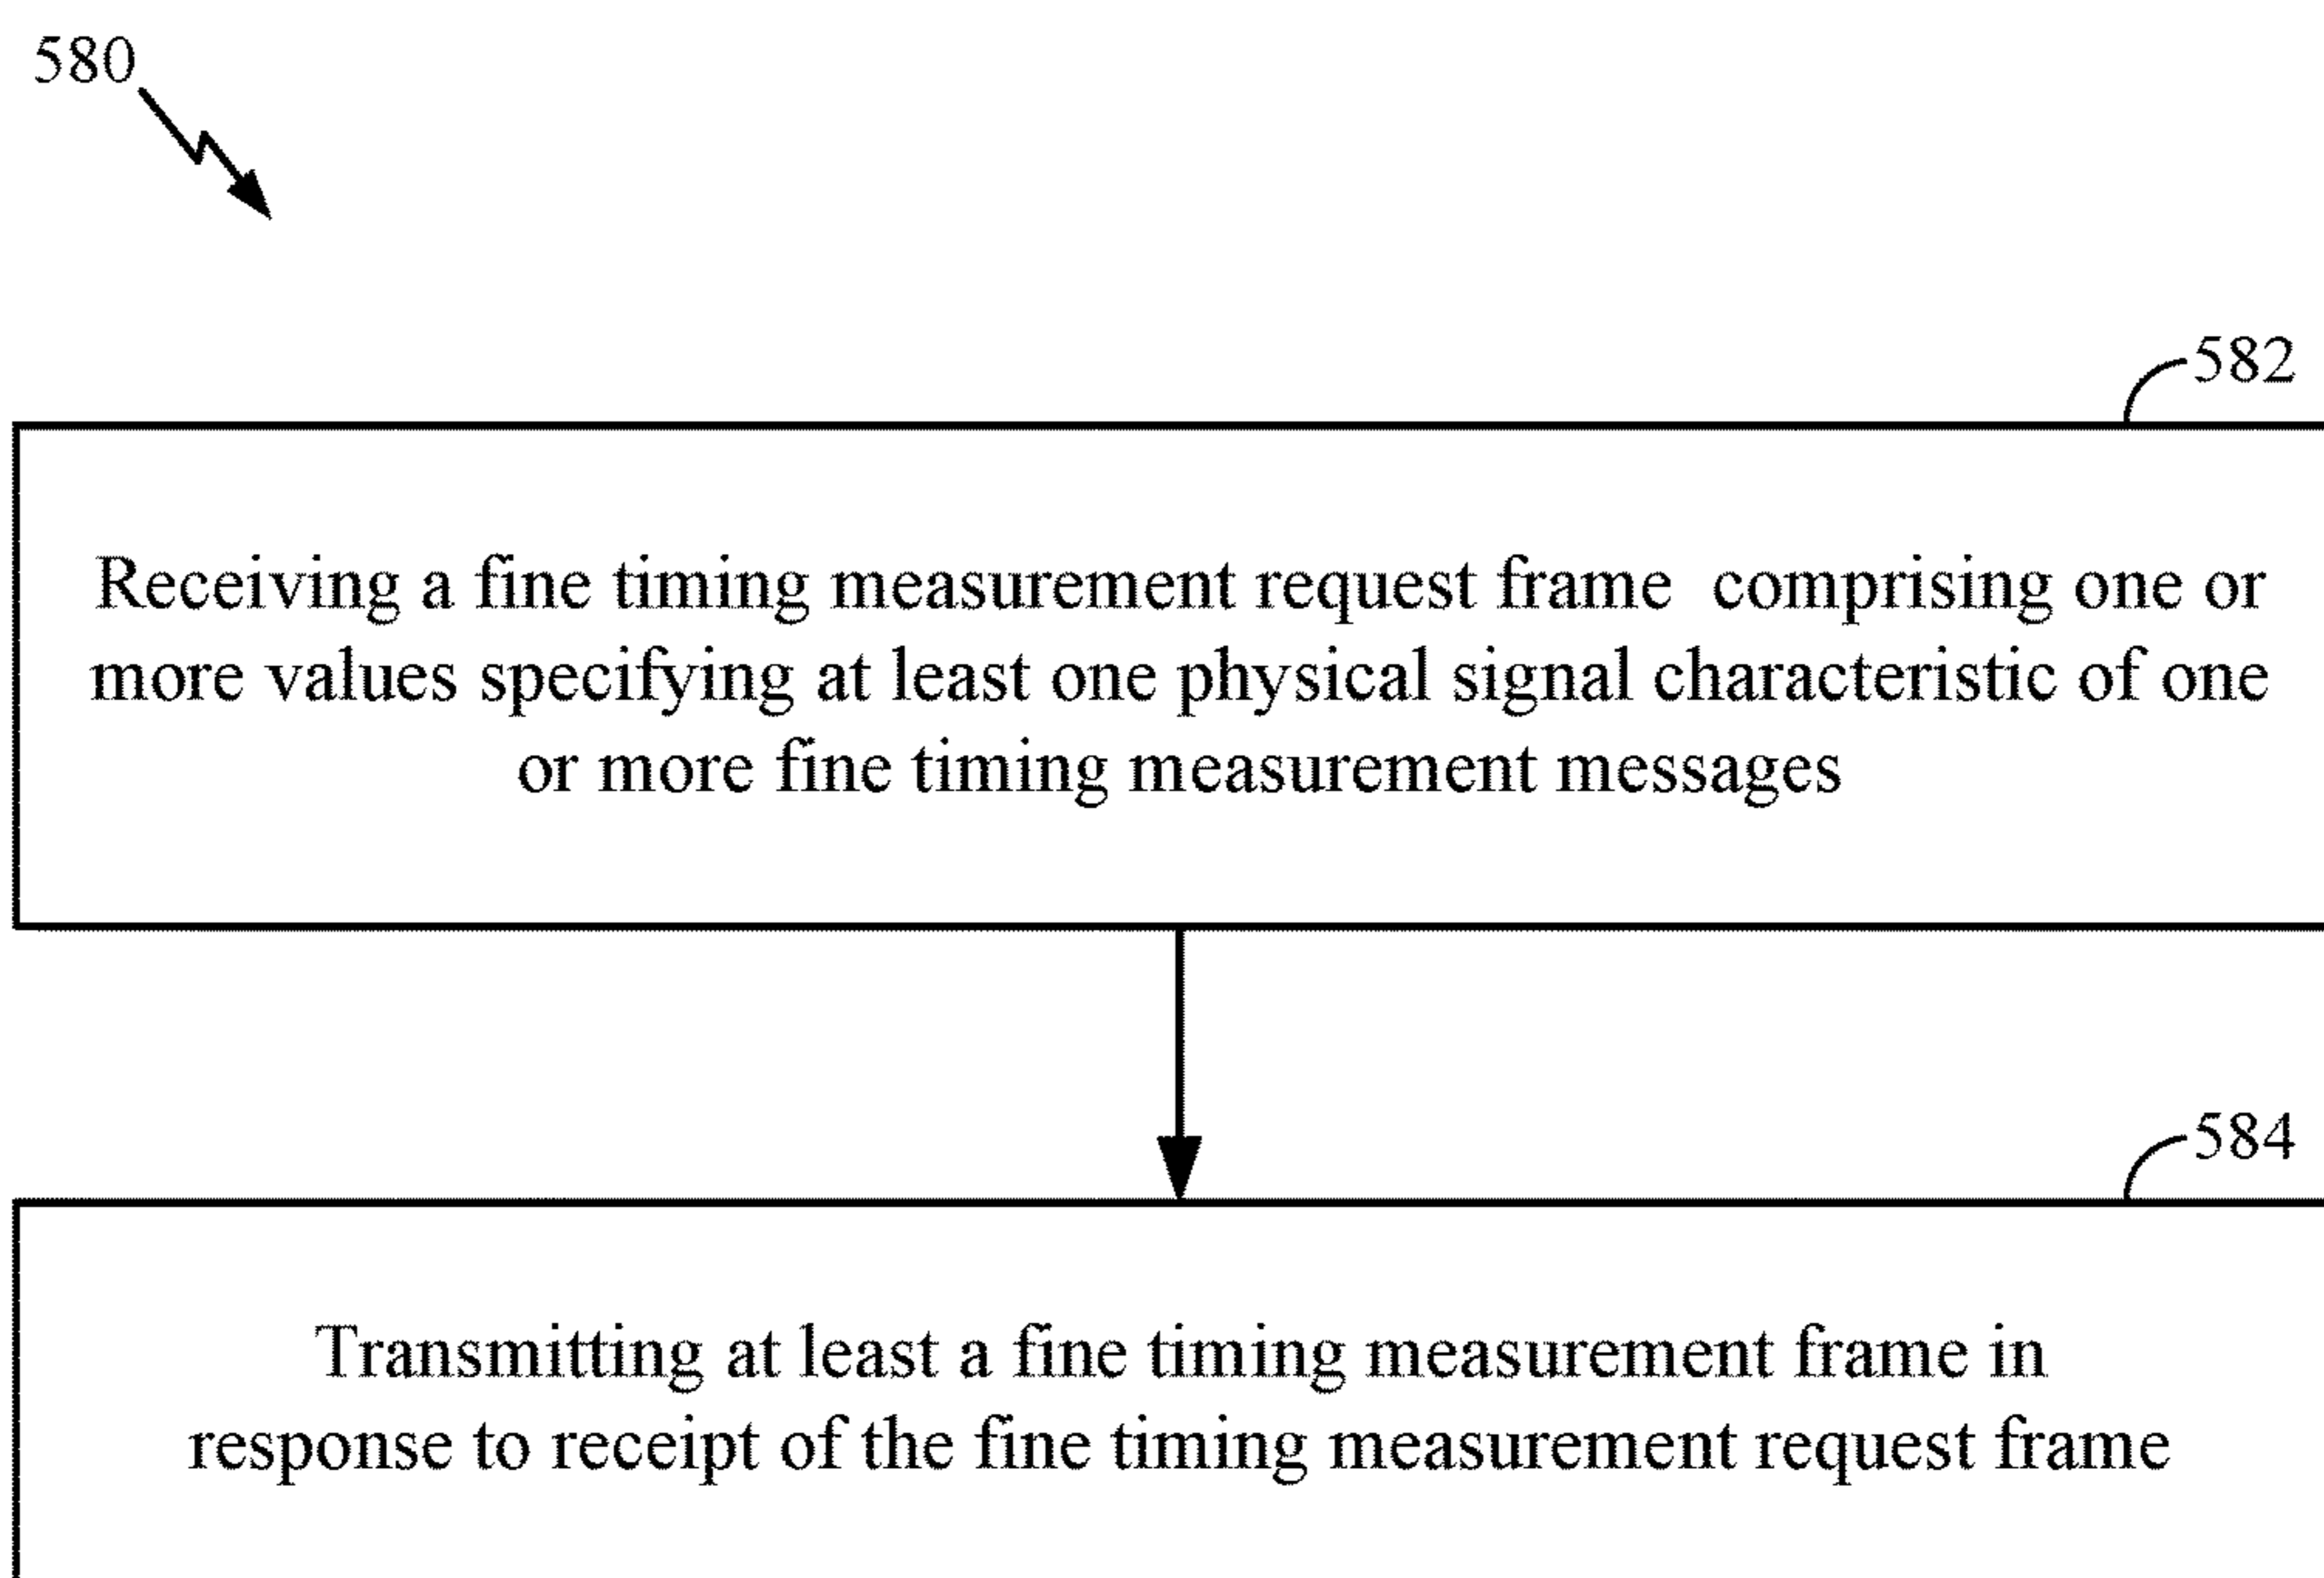 580
582
Receiving a fine timing measurement request frame comprising one or
more values specifying at least one physical signal characteristic of one
or more fine timing measurement messages
584
Transmitting at least a fine timing measurement frame in
response to receipt of the fine timing measurement request frame